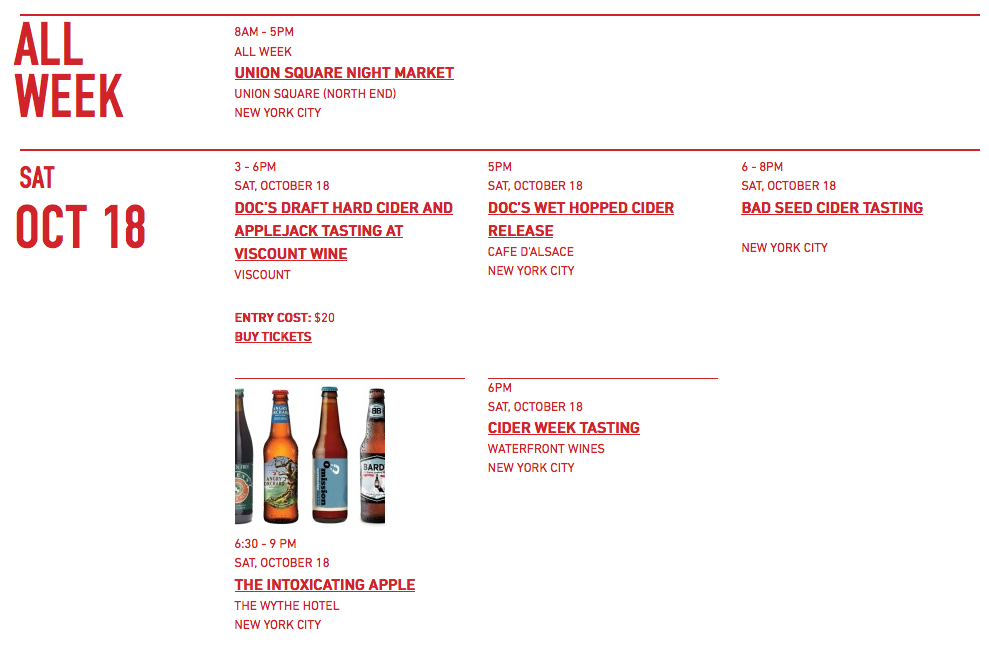 ALL
WEEK
8AM - 5PM
ALL WEEK
UNION SQUARE NIGHT MARKET
UNION SQUARE (NORTH END)
NEW YORK CITY
SAT
OCT 18
3 - 6PM
SAT, OCTOBER 18
DOC'S DRAFT HARD CIDER AND
APPLEJACK TASTING AT
VISCOUNT WINE
VISCOUNT
ENTRY COST: $20
BUY TICKETS
5PM
SAT, OCTOBER 18
DOC'S WET HOPPED CIDER
RELEASE
CAFE D'ALSACE
NEW YORK CITY
6 - 8PM
SAT, OCTOBER 18
BAD SEED CIDER TASTING
NEW YORK CITY
ANGRY
ORCHARD
Omission
BARD
6:30 - 9 PM
SAT, OCTOBER 18
THE INTOXICATING APPLE
THE WYTHE HOTEL
NEW YORK CITY
6PM
SAT, OCTOBER 18
CIDER WEEK TASTING
WATERFRONT WINES
NEW YORK CITY